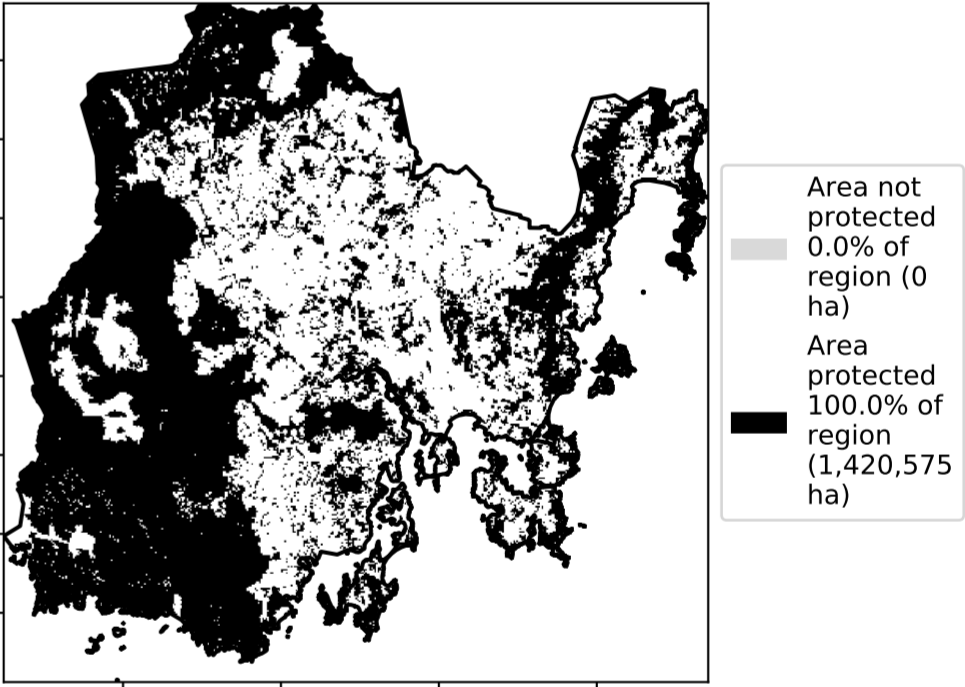 Area not
protected
0.0% of
region (0
ha)
Area
protected
100.0% of
region
(1,420,575
ha)